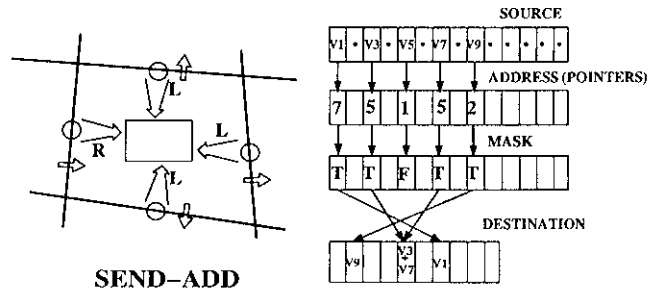 SOURCE
V1 • V3 • V5 • V7 • V9 • • • • •
ADDRESS (POINTERS)
7 5 1 5 2
MASK
T T F T T
DESTINATION
V9 V3 + V7 V1
L
L
R
L
SEND-ADD